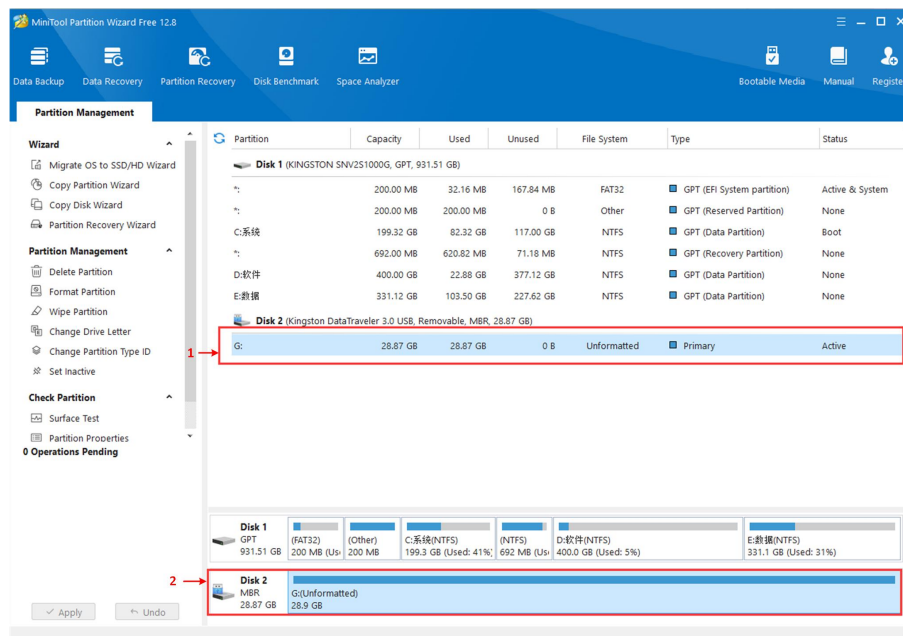 MiniTool Partition Wizard Free 12.8
Data Backup Data Recovery Partition Recovery Disk Benchmark Space Analyzer Bootable Media Manual Registe
Partition Management
Wizard
Migrate OS to SSD/HD Wizard
Copy Partition Wizard
Copy Disk Wizard
Partition Recovery Wizard
Partition Management
Delete Partition
Format Partition
Wipe Partition
Change Drive Letter
Change Partition Type ID
Set Inactive
Check Partition
Surface Test
Partition Properties
0 Operations Pending
Apply Undo
Partition Capacity Used Unused File System Type Status
Disk 1 (KINGSTON SNV2S1000G, GPT, 931.51 GB)
*: 200.00 MB 32.16 MB 167.84 MB FAT32 GPT (EFI System partition) Active & System
*: 200.00 MB 200.00 MB 0 B Other GPT (Reserved Partition) None
C:系统 199.32 GB 82.32 GB 117.00 GB NTFS GPT (Data Partition) Boot
*: 692.00 MB 620.82 MB 71.18 MB NTFS GPT (Recovery Partition) None
D:软件 400.00 GB 22.88 GB 377.12 GB NTFS GPT (Data Partition) None
E:数据 331.12 GB 103.50 GB 227.62 GB NTFS GPT (Data Partition) None
Disk 2 (Kingston DataTraveler 3.0 USB, Removable, MBR, 28.87 GB)
1
G: 28.87 GB 28.87 GB 0 B Unformatted Primary Active
Disk 1
GPT (FAT32) (Other) C:系统(NTFS) (NTFS) D:软件(NTFS) E:数据(NTFS)
931.51 GB 200 MB (Us 200 MB 199.3 GB (Used: 41%) 692 MB (Us 400.0 GB (Used: 5%) 331.1 GB (Used: 31%)
2
Disk 2
MBR G:(Unformatted)
28.87 GB 28.9 GB